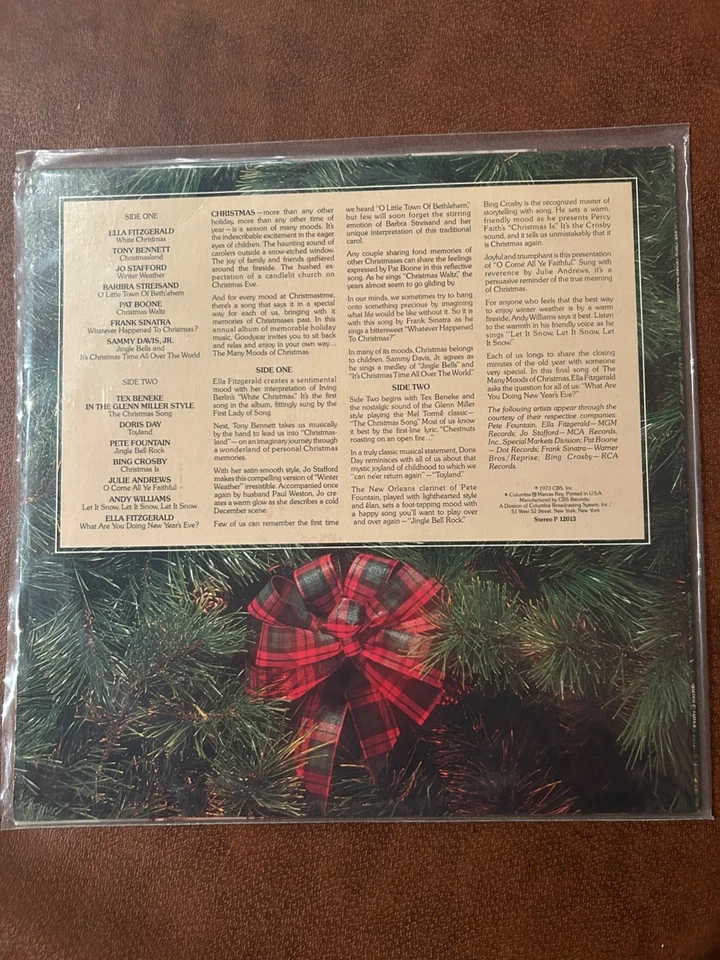 SIDE ONE
ELLA FITZGERALD
White Christmas
TONY BENNETT
Christmasland
JO STAFFORD
Winter Weather
BARBRA STREISAND
O Little Town Of Bethlehem
PAT BOONE
Christmas Waltz
FRANK SINATRA
Whatever Happened To Christmas?
SAMMY DAVIS, JR.
Jingle Bells and
It's Christmas Time All Over The World
SIDE TWO
TEX BENEKE
IN THE GLENN MILLER STYLE
The Christmas Song
DORIS DAY
Toyland
PETE FOUNTAIN
Jingle Bell Rock
BING CROSBY
Christmas Is
JULIE ANDREWS
O Come All Ye Faithful
ANDY WILLIAMS
Let It Snow, Let It Snow, Let It Snow
ELLA FITZGERALD
What Are You Doing New Year's Eve?
CHRISTMAS—more than any other
holiday, more than any other time of
year—is a season of many moods. It's
the indescribable excitement in the eager
eyes of children. The haunting sound of
carolers outside a snow-etched window.
The joy of family and friends gathered
around the fireside. The hushed ex-
pectation of a candlelit church on
Christmas Eve.
And for every mood at Christmastime,
there's a song that says it in a special
way for each of us, bringing with it
memories of Christmases past. In this
annual album of memorable holiday
music, Goodyear invites you to sit back
and relax and enjoy in your own way...
The Many Moods of Christmas.
SIDE ONE
Ella Fitzgerald creates a sentimental
mood with her interpretation of Irving
Berlin's "White Christmas." It's the first
song in the album, fittingly sung by the
First Lady of Song.
Next, Tony Bennett takes us musically
by the hand to lead us into "Christmas-
land"—on an imaginary journey through
a wonderland of personal Christmas
memories.
With her satin-smooth style, Jo Stafford
makes this compelling version of "Winter
Weather" irresistible. Accompanied once
again by husband Paul Weston, Jo cre-
ates a warm glow as she describes a cold
December scene.
Few of us can remember the first time
we heard "O Little Town Of Bethlehem,"
but few will soon forget the stirring
emotion of Barbra Streisand and her
unique interpretation of this traditional
carol.
Any couple sharing fond memories of
other Christmases can share the feelings
expressed by Pat Boone in this reflective
song. As he sings "Christmas Waltz," the
years almost seem to go gliding by.
In our minds, we sometimes try to hang
onto something precious by imagining
what life would be like without it. So it is
with this song by Frank Sinatra as he
sings a bittersweet "Whatever Happened
To Christmas?"
In many of its moods, Christmas belongs
to children. Sammy Davis, Jr. agrees as
he sings a medley of "Jingle Bells" and
"It's Christmas Time All Over The World."
SIDE TWO
Side Two begins with Tex Beneke and
the nostalgic sound of the Glenn Miller
style playing the Mel Tormé classic—
"The Christmas Song." Most of us know
it best by the first-line lyric, "Chestnuts
roasting on an open fire..."
In a truly classic musical statement, Doris
Day reminisces with all of us about that
mystic joyland of childhood to which we
"can ne'er return again"—"Toyland."
The New Orleans clarinet of Pete
Fountain, played with lighthearted style
and élan, sets a foot-tapping mood with
a happy song you'll want to play over
and over again—"Jingle Bell Rock."
Bing Crosby is the recognized master of
storytelling with song. He sets a warm,
friendly mood as he presents Percy
Faith's "Christmas Is." It's the Crosby
sound, and it tells us unmistakably that it
is Christmas again.
Joyful and triumphant is this presentation
of "O Come All Ye Faithful." Sung with
reverence by Julie Andrews, it's a
persuasive reminder of the true meaning
of Christmas.
For anyone who feels that the best way
to enjoy winter weather is by a warm
fireside, Andy Williams says it best. Listen
to the warmth in his friendly voice as he
sings "Let It Snow, Let It Snow, Let
It Snow."
Each of us longs to share the closing
minutes of the old year with someone
very special. In this final song of The
Many Moods of Christmas, Ella Fitzgerald
asks the question for all of us: "What Are
You Doing New Year's Eve?"
The following artists appear through the
courtesy of their respective companies:
Pete Fountain, Ella Fitzgerald—MGM
Records; Jo Stafford—MCA Records,
Inc., Special Markets Division; Pat Boone
—Dot Records; Frank Sinatra—Warner
Bros./Reprise; Bing Crosby—RCA
Records.
℗ 1973 CBS, Inc.
Columbia Marcas Reg. Printed in U.S.A.
Manufactured by CBS Records/
A Division of Columbia Broadcasting System, Inc./
51 West 52 Street, New York, New York
Stereo P 12013